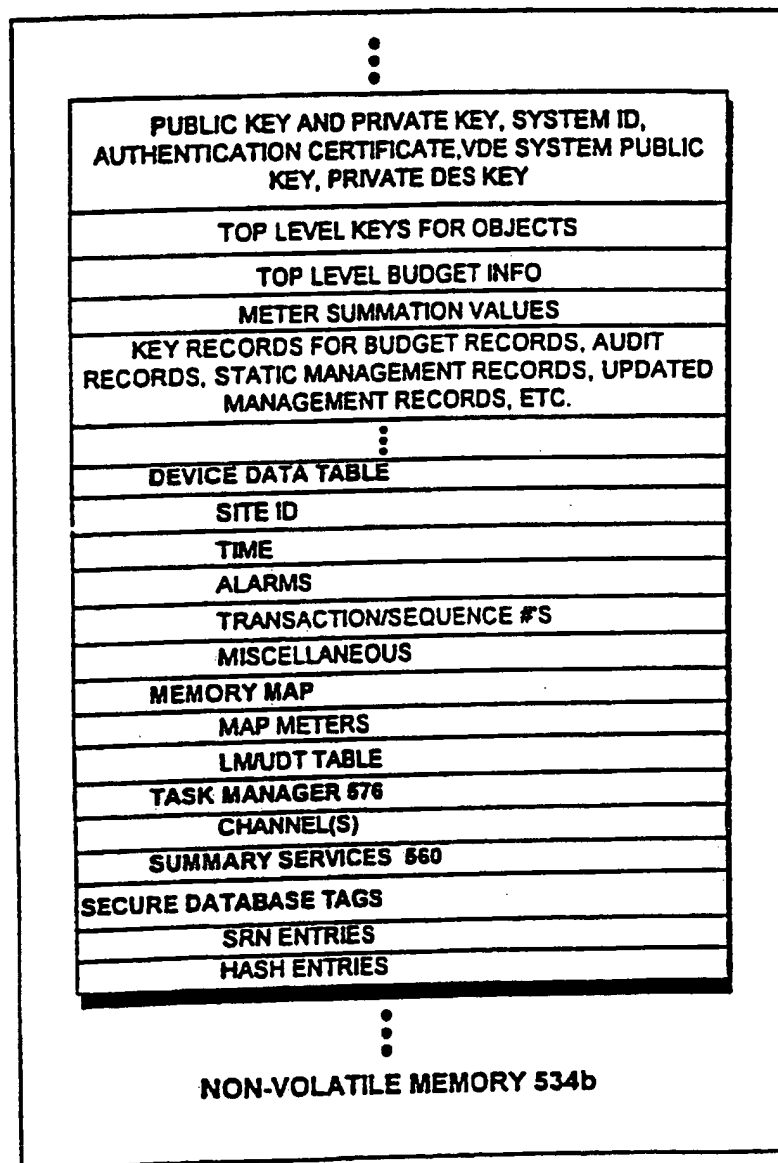 PUBLIC KEY AND PRIVATE KEY, SYSTEM ID,
AUTHENTICATION CERTIFICATE,VDE SYSTEM PUBLIC
KEY, PRIVATE DES KEY
TOP LEVEL KEYS FOR OBJECTS
TOP LEVEL BUDGET INFO
METER SUMMATION VALUES
KEY RECORDS FOR BUDGET RECORDS, AUDIT
RECORDS, STATIC MANAGEMENT RECORDS, UPDATED
MANAGEMENT RECORDS, ETC.
DEVICE DATA TABLE
SITE ID
TIME
ALARMS
TRANSACTION/SEQUENCE #'S
MISCELLANEOUS
MEMORY MAP
MAP METERS
LM/UDT TABLE
TASK MANAGER 576
CHANNEL(S)
SUMMARY SERVICES 560
SECURE DATABASE TAGS
SRN ENTRIES
HASH ENTRIES
NON-VOLATILE MEMORY 534b